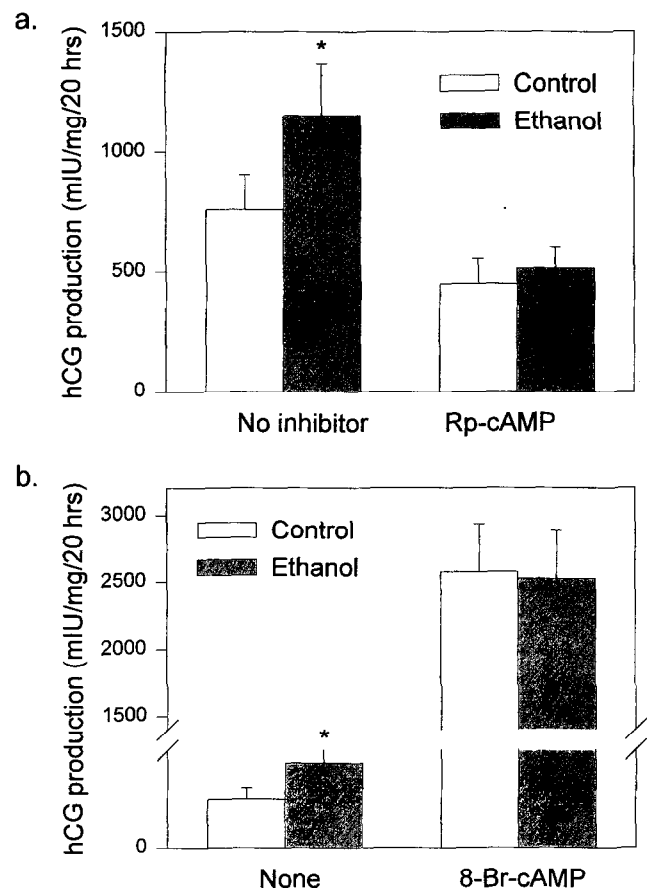 a.
hCG production (mIU/mg/20 hrs)
1500
1000
500
0
*
Control
Ethanol
No inhibitor Rp-cAMP
b.
hCG production (mIU/mg/20 hrs)
3000
2500
2000
1500
0
Control
Ethanol
*
None 8-Br-cAMP